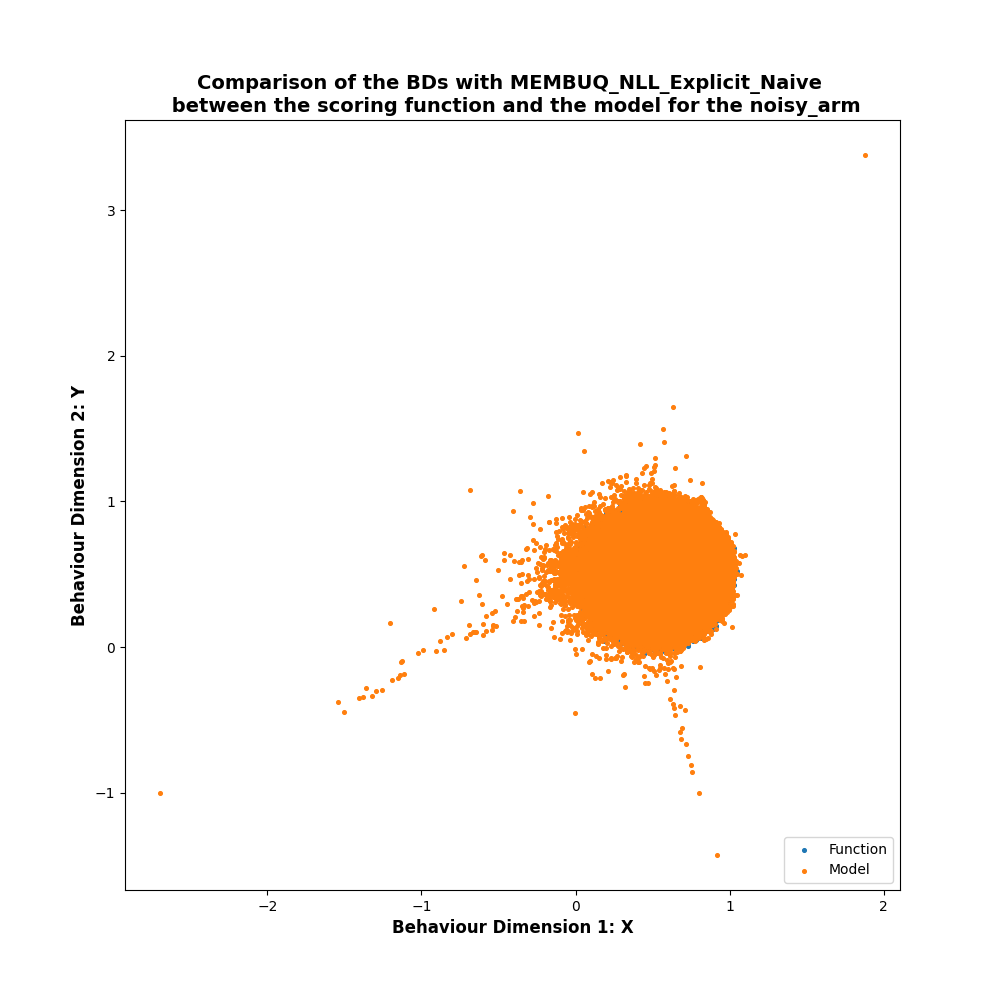 Comparison of the BDs with MEMBUQ_NLL_Explicit_Naive
between the scoring function and the model for the noisy_arm
3
2
1
0
−1
Behaviour Dimension 2: Y
Function
Model
−2
−1
0
1
2
Behaviour Dimension 1: X